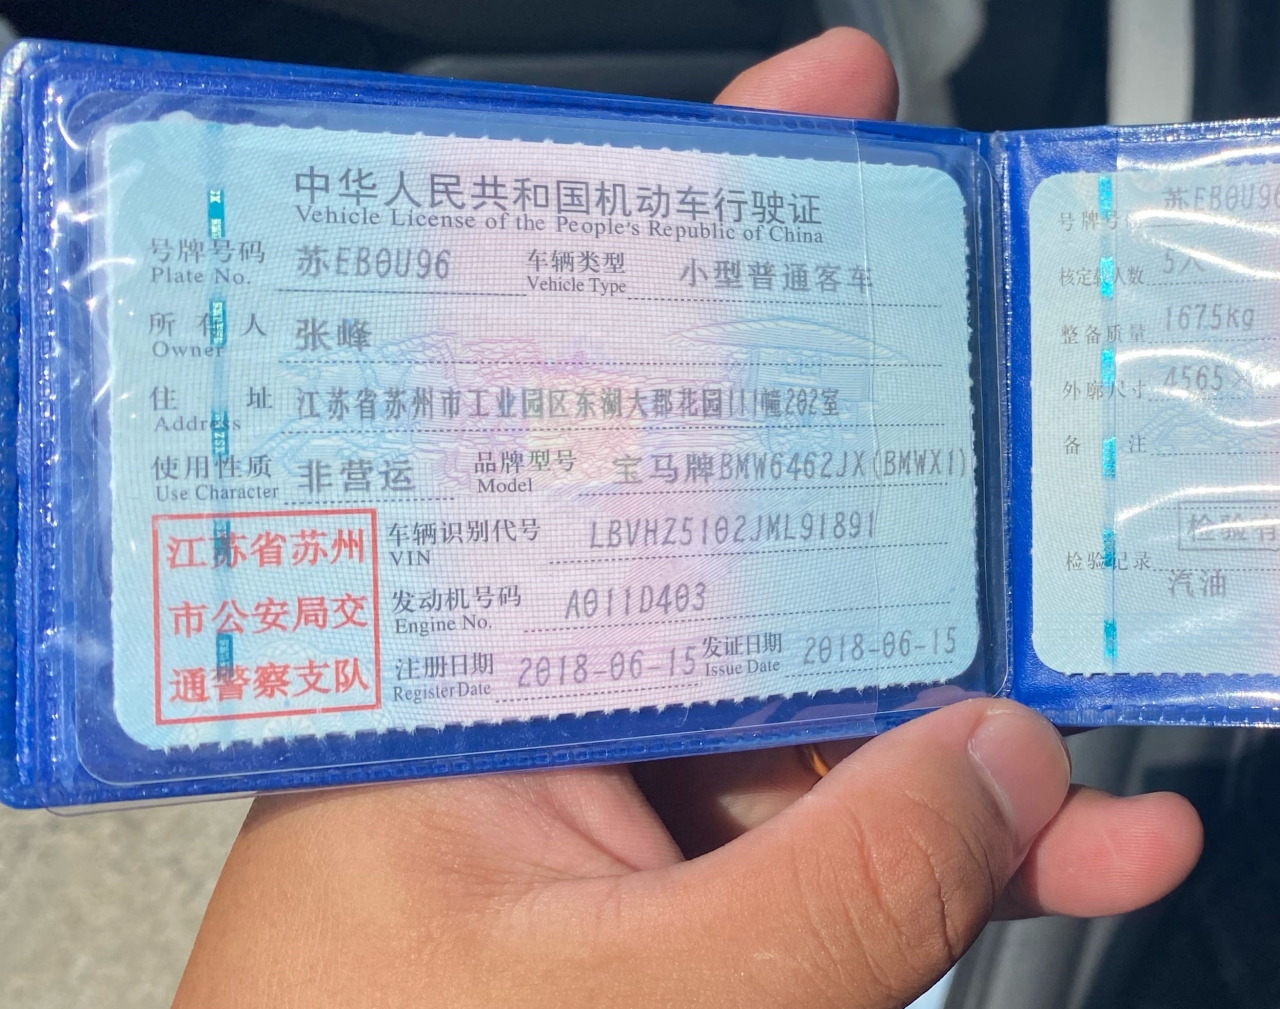 中华人民共和国机动车行驶证
Vehicle License of the People's Republic of China
号牌号码 苏EB0U96 车辆类型 小型普通客车
Plate No. Vehicle Type
所有人 张峰
Owner
住址 江苏省苏州市工业园区东湖大郡花园111幢202室
Address
使用性质 非营运 品牌型号 宝马牌BMW6462JX(BMWX1)
Use Character Model
江苏省苏州
市公安局交
通警察支队
车辆识别代号 LBVHZ5102JML91891
VIN
发动机号码 A011D403
Engine No.
注册日期 2018-06-15 发证日期 2018-06-15
Register Date Issue Date
号牌号码 苏EB0U96
核定载人数 5人
整备质量 1675kg
外廓尺寸 4565
备注
检验有
检验记录
汽油